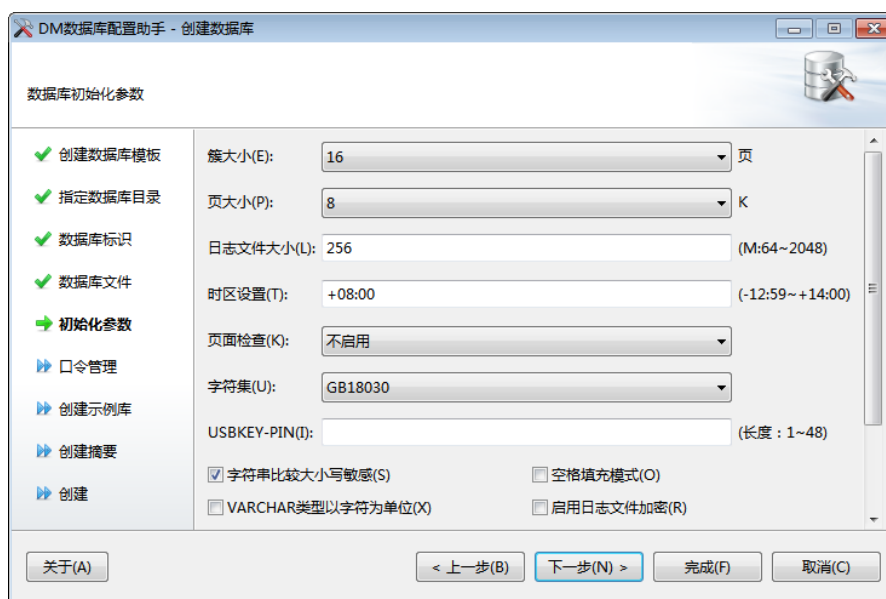 DM数据库配置助手 - 创建数据库
数据库初始化参数
创建数据库模板
指定数据库目录
数据库标识
数据库文件
初始化参数
口令管理
创建示例库
创建摘要
创建
簇大小(E): 16 页
页大小(P): 8 K
日志文件大小(L): 256 (M:64~2048)
时区设置(T): +08:00 (-12:59~+14:00)
页面检查(K): 不启用
字符集(U): GB18030
USBKEY-PIN(I): (长度：1~48)
字符串比较大小写敏感(S) 空格填充模式(O)
VARCHAR类型以字符为单位(X) 启用日志文件加密(R)
关于(A) < 上一步(B) 下一步(N) > 完成(F) 取消(C)